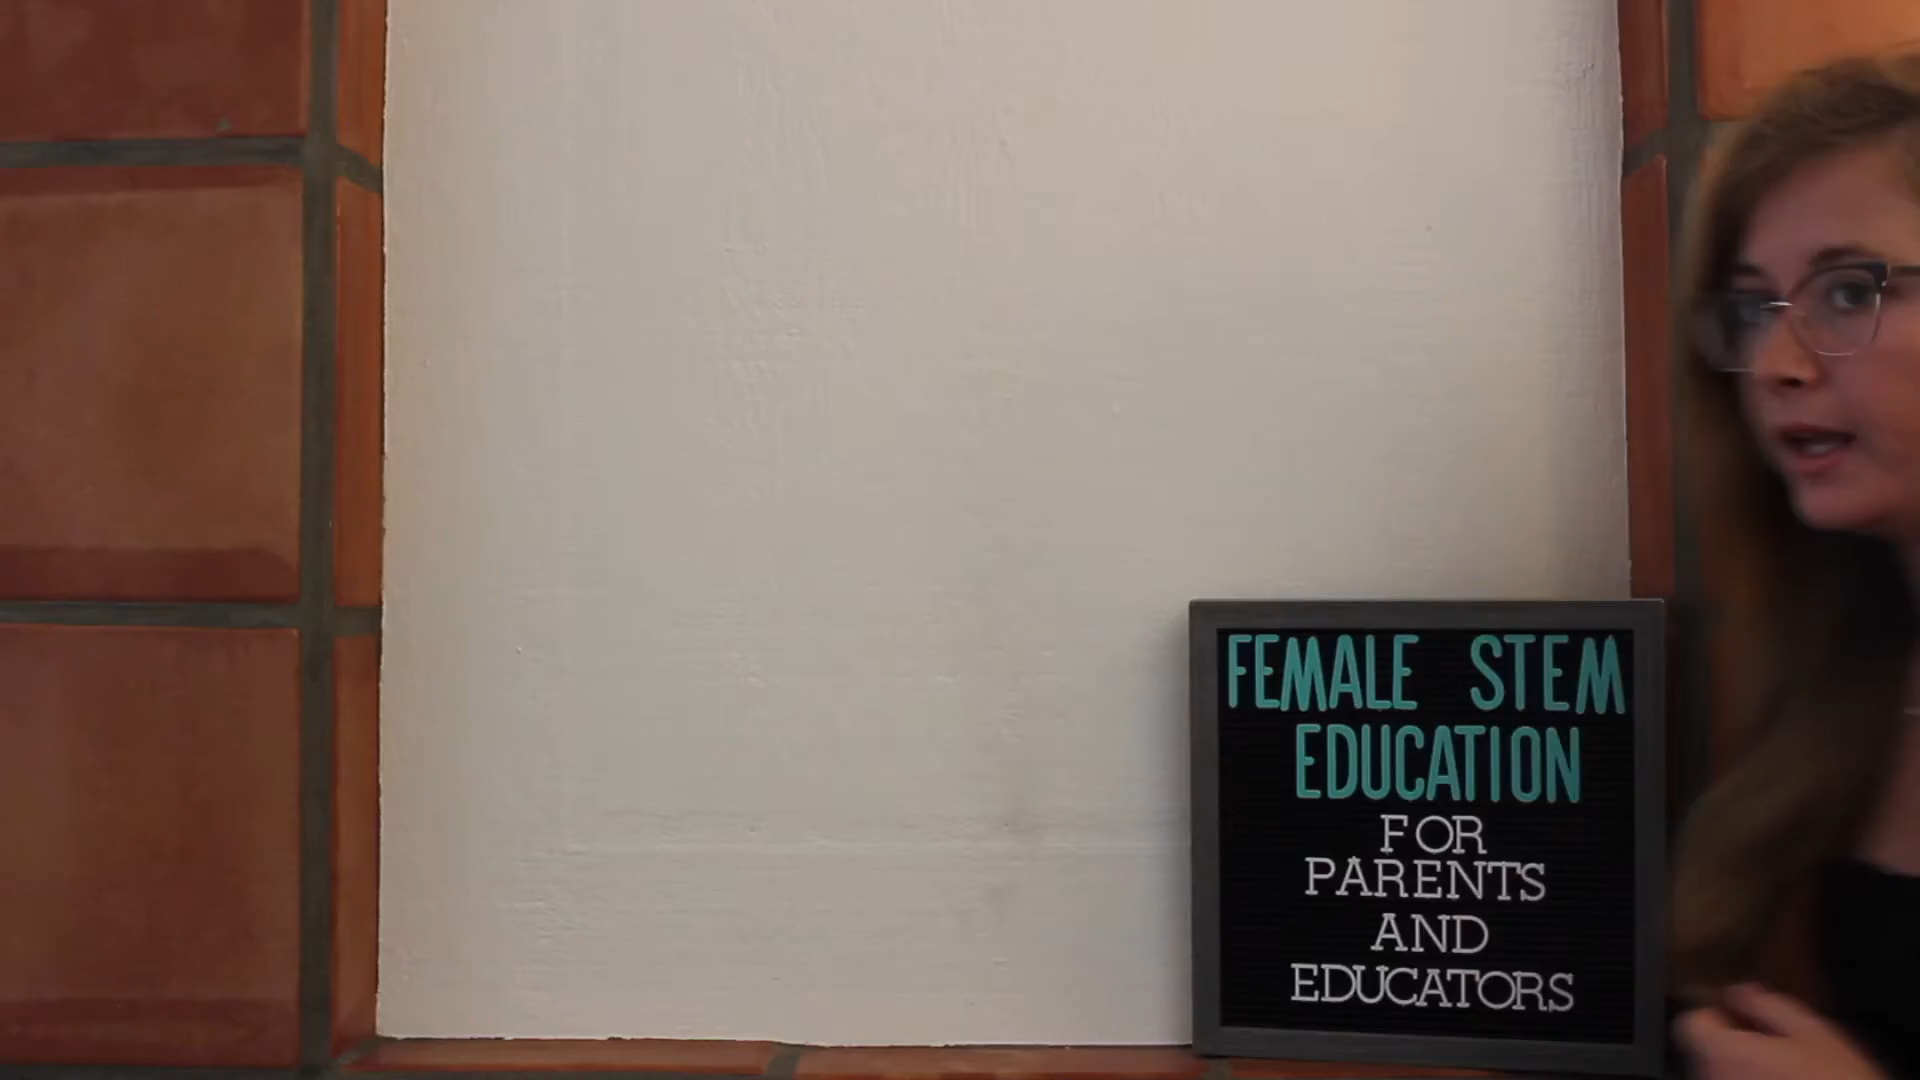 FEMALE STEM
EDUCATION
FOR
PARENTS
AND
EDUCATORS